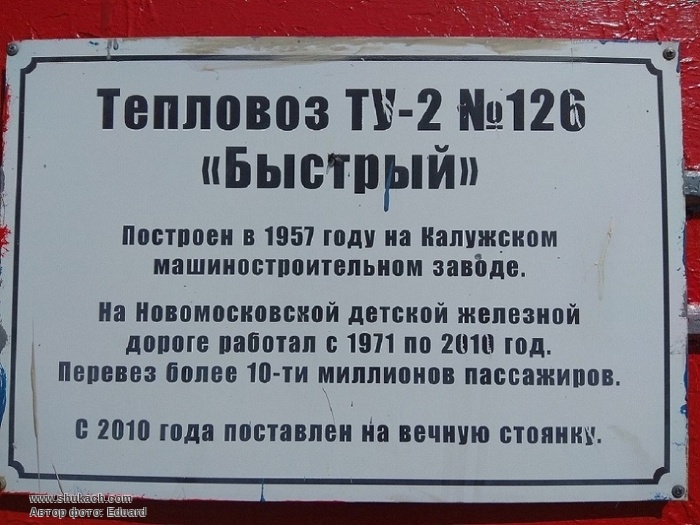 Тепловоз ТУ-2 №126
«Быстрый»
Построен в 1957 году на Калужском
машиностроительном заводе.
На Новомосковсхой детской железной
дороге работал с 1971 по 2010 год.
Перевез более 10-ти миллионов пассажиров.
С 2010 года поставлен на вечную стоянку.
www.shukach.com
Автор фото: Eduard